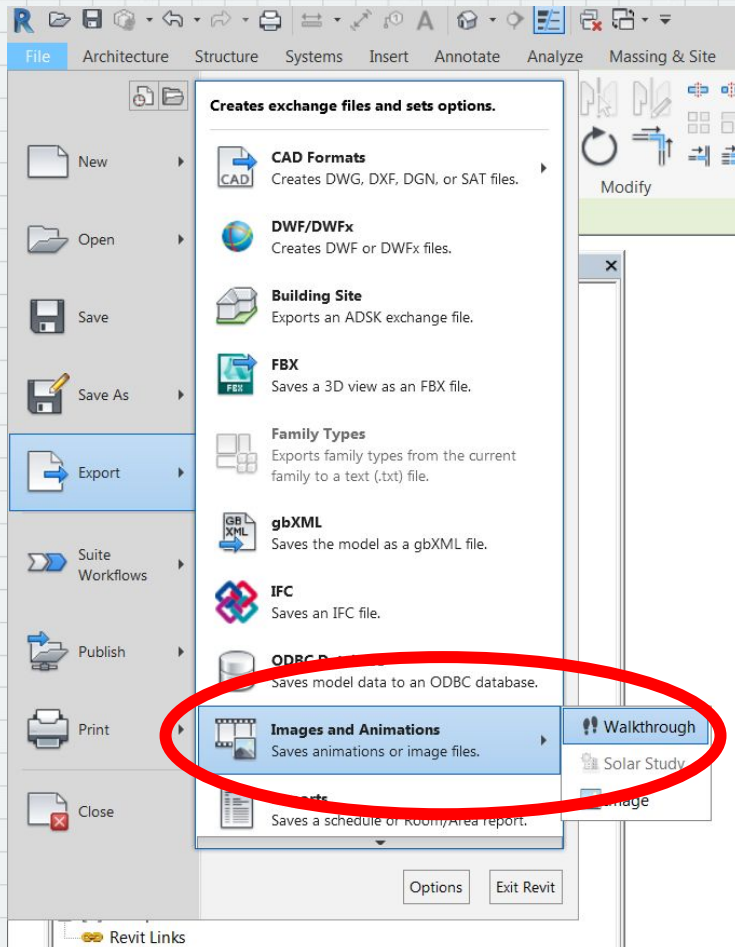 File Architecture Structure Systems Insert Annotate Analyze Massing & Site
Creates exchange files and sets options.
New
Open
Save
Save As
Export
Suite
Workflows
Publish
Print
Close
CAD
CAD Formats
Creates DWG, DXF, DGN, or SAT files.
DWF/DWFx
Creates DWF or DWFx files.
Building Site
Exports an ADSK exchange file.
FBX
FBX
Saves a 3D view as an FBX file.
Family Types
Exports family types from the current
family to a text (.txt) file.
GB
XML
gbXML
Saves the model as a gbXML file.
IFC
Saves an IFC file.
ODBC
Saves model data to an ODBC database.
Images and Animations
Saves animations or image files.
Saves a schedule or Room/Area report.
Walkthrough
Solar Study
Image
Modify
Options Exit Revit
Revit Links